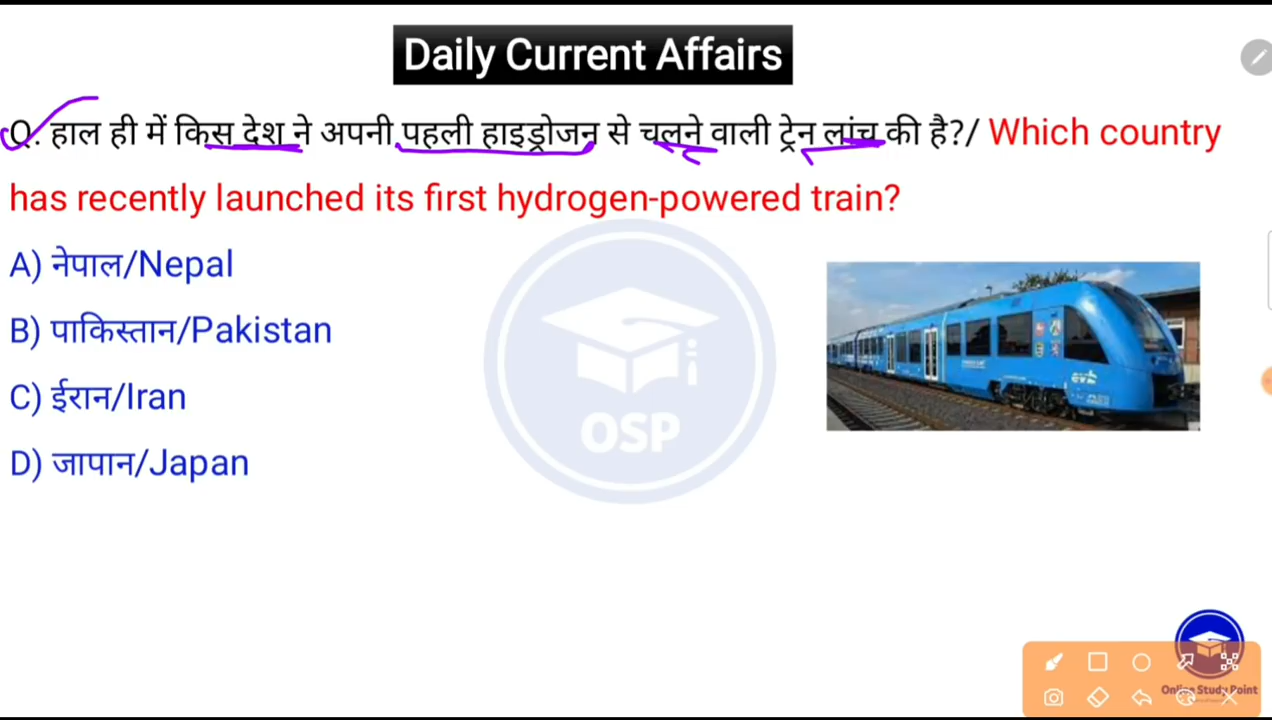 Daily Current Affairs
Q. हाल ही में किस देश ने अपनी पहली हाइड्रोजन से चलने वाली ट्रेन लांच की है?/ Which country
has recently launched its first hydrogen-powered train?
A) नेपाल/Nepal
B) पाकिस्तान/Pakistan
C) ईरान/Iran
D) जापान/Japan
OSP
evb
Online Study Point